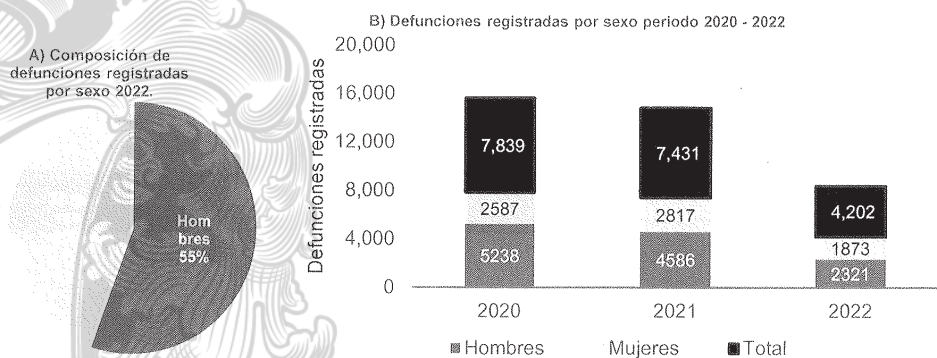 A) Composición de
defunciones registradas
por sexo 2022.
Hom
bres
55%
B) Defunciones registradas por sexo periodo 2020 - 2022
Defunciones registradas
20,000
16,000
12,000
8,000
4,000
0
7,839
2587
5238
7,431
2817
4586
4,202
1873
2321
2020
2021
2022
Hombres
Mujeres
Total